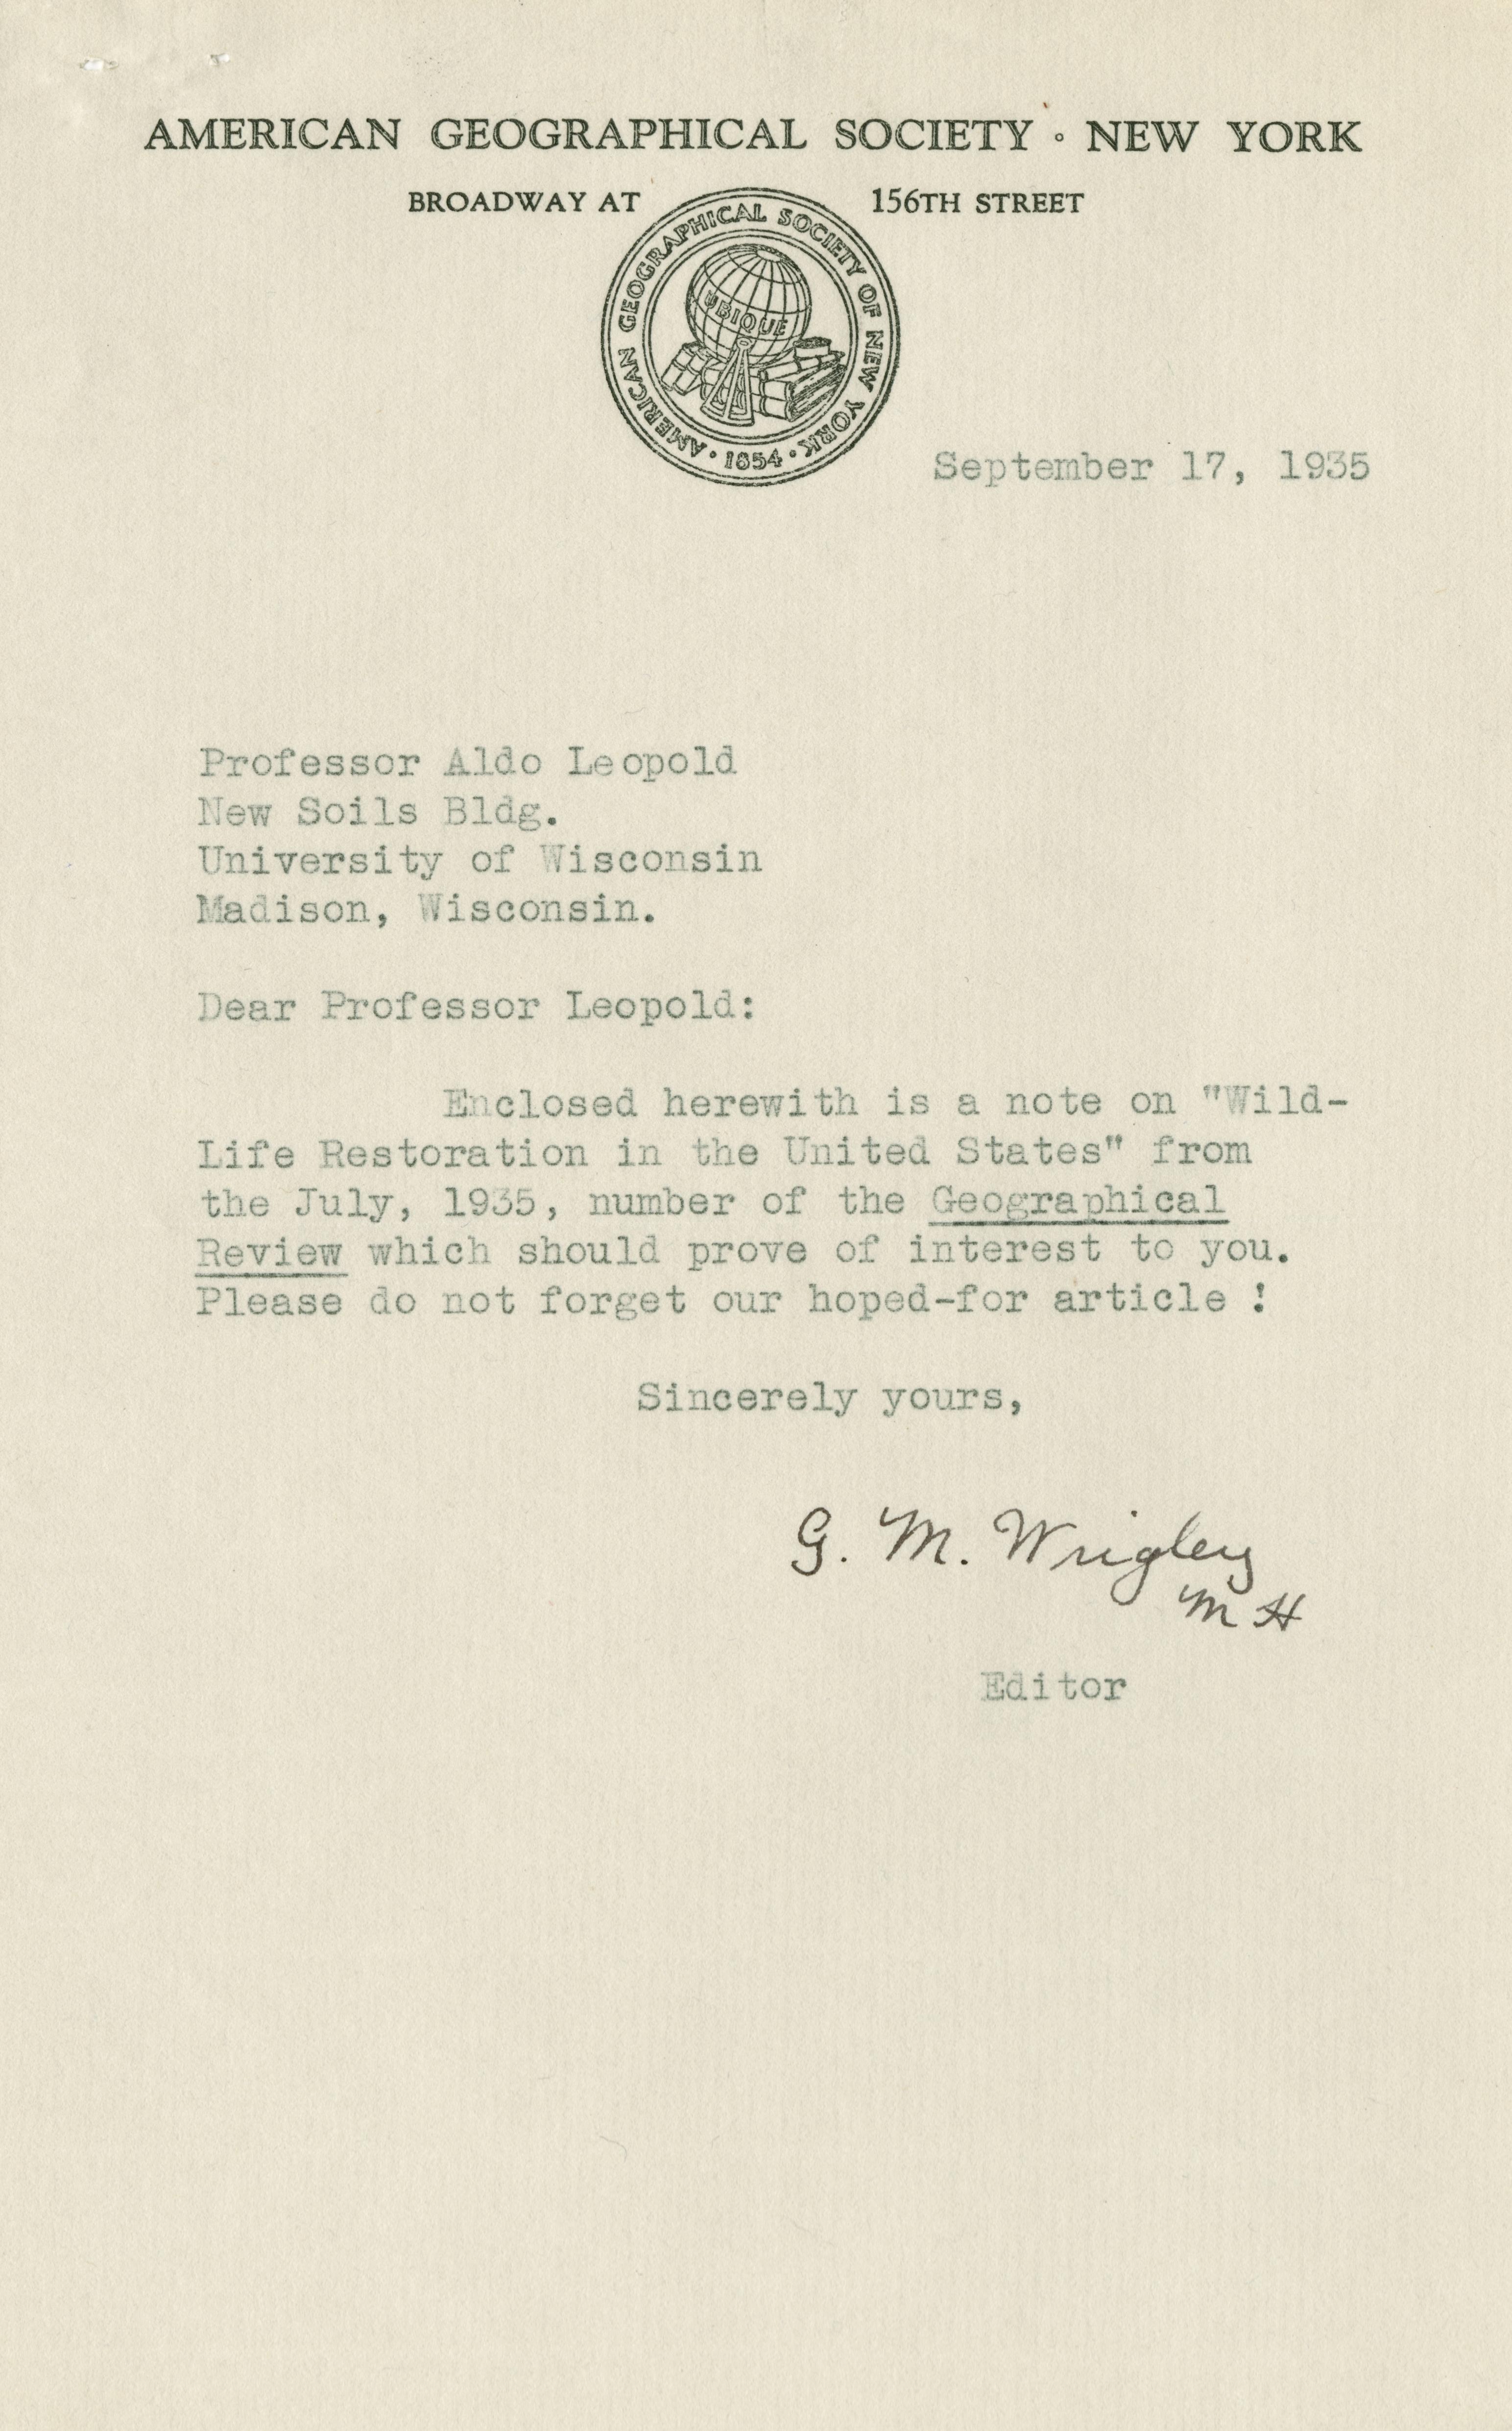 AMERICAN GEOGRAPHICAL SOCIETY ∘ NEW YORK
BROADWAY AT 156TH STREET
AMERICAN GEOGRAPHICAL SOCIETY OF NEW YORK
UBIQUE
• 1854 •
September 17, 1935
Professor Aldo Leopold
New Soils Bldg.
University of Wisconsin
Madison, Wisconsin.
Dear Professor Leopold:
Enclosed herewith is a note on "Wild-
Life Restoration in the United States" from
the July, 1935, number of the Geographical
Review which should prove of interest to you.
Please do not forget our hoped-for article !
Sincerely yours,
G. M. Wrigley
M H
Editor